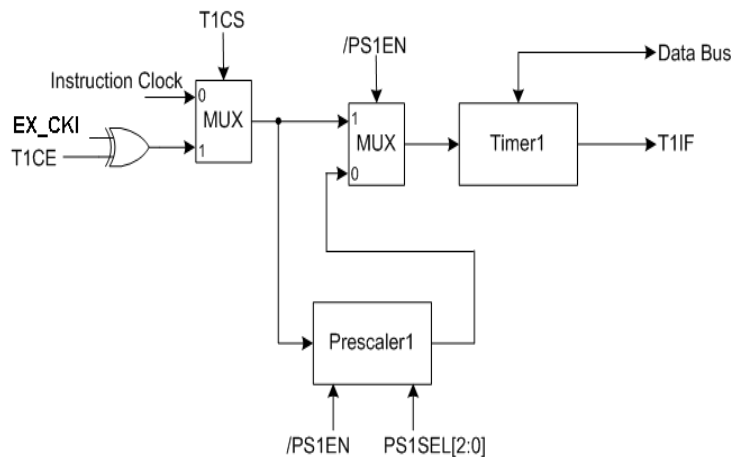 T1CS
/PS1EN
Data Bus
Instruction Clock
0
MUX
EX_CKI
T1CE
1
1
MUX
0
Timer1
T1IF
Prescaler1
/PS1EN
PS1SEL[2:0]